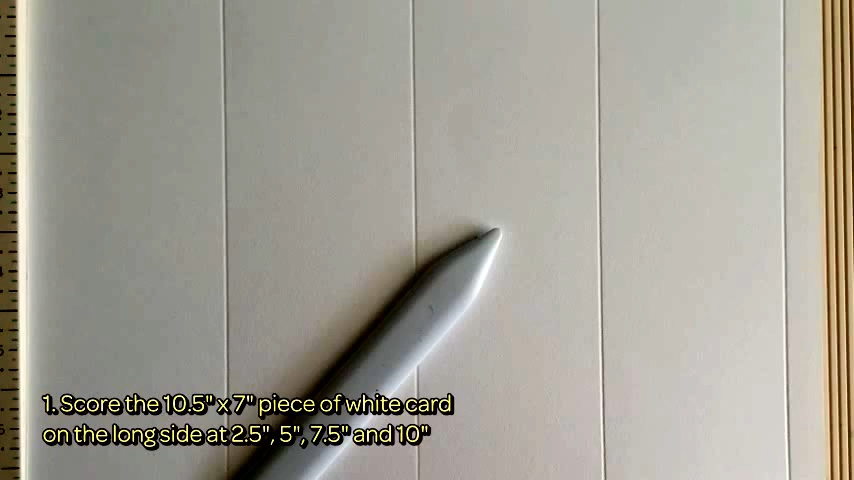 1. Score the 10.5" x 7" piece of white card
on the long side at 2.5", 5", 7.5" and 10"